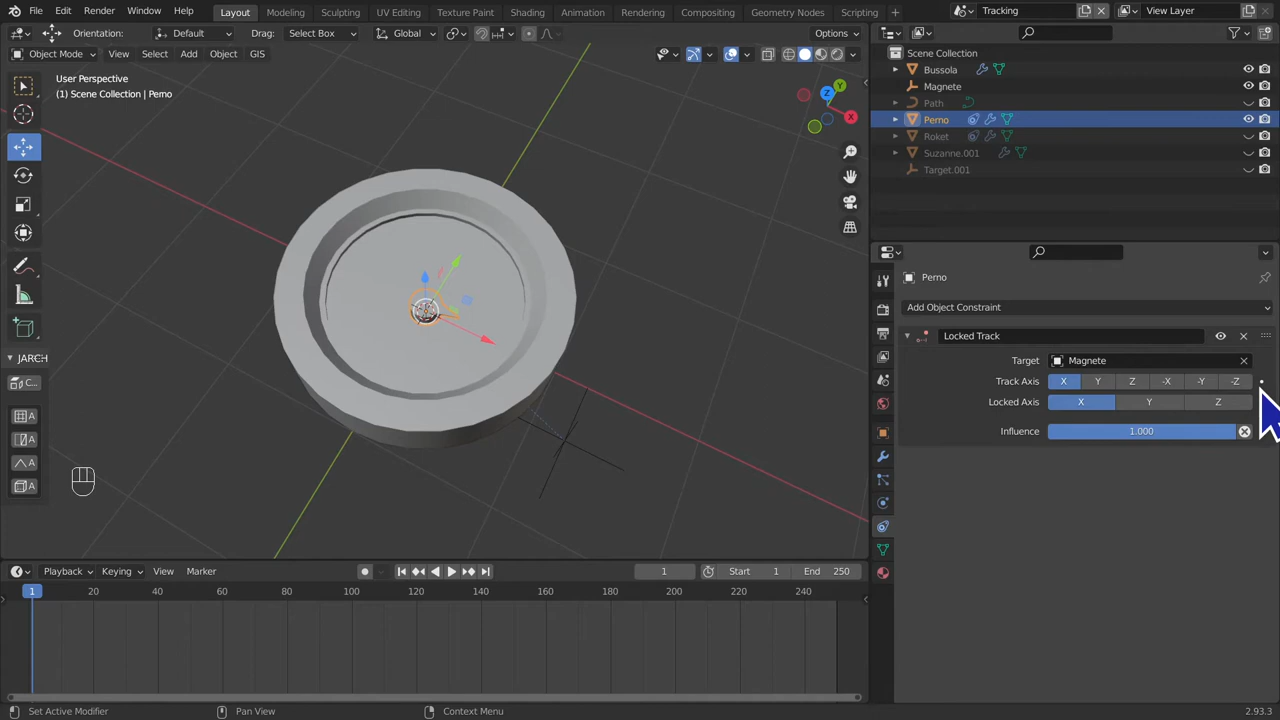 File Edit Render Window Help Layout Modeling Sculpting UV Editing Texture Paint Shading Animation Rendering Compositing Geometry Nodes Scripting + Tracking View Layer
Orientation: Default Drag: Select Box Global Options
Object Mode View Select Add Object GIS
User Perspective
(1) Scene Collection | Perno
Z
Y
X
JARCH
C...
A
A
A
A
Scene Collection
Bussola
Magnete
Path
Perno
Roket
Suzanne.001
Target.001
Perno
Add Object Constraint
Locked Track
Target Magnete
Track Axis X Y Z -X -Y -Z
Locked Axis X Y Z
Influence 1.000
Playback Keying View Marker 1 Start 1 End 250
1 20 40 60 80 100 120 140 160 180 200 220 240
Set Active Modifier Pan View Context Menu 2.93.3